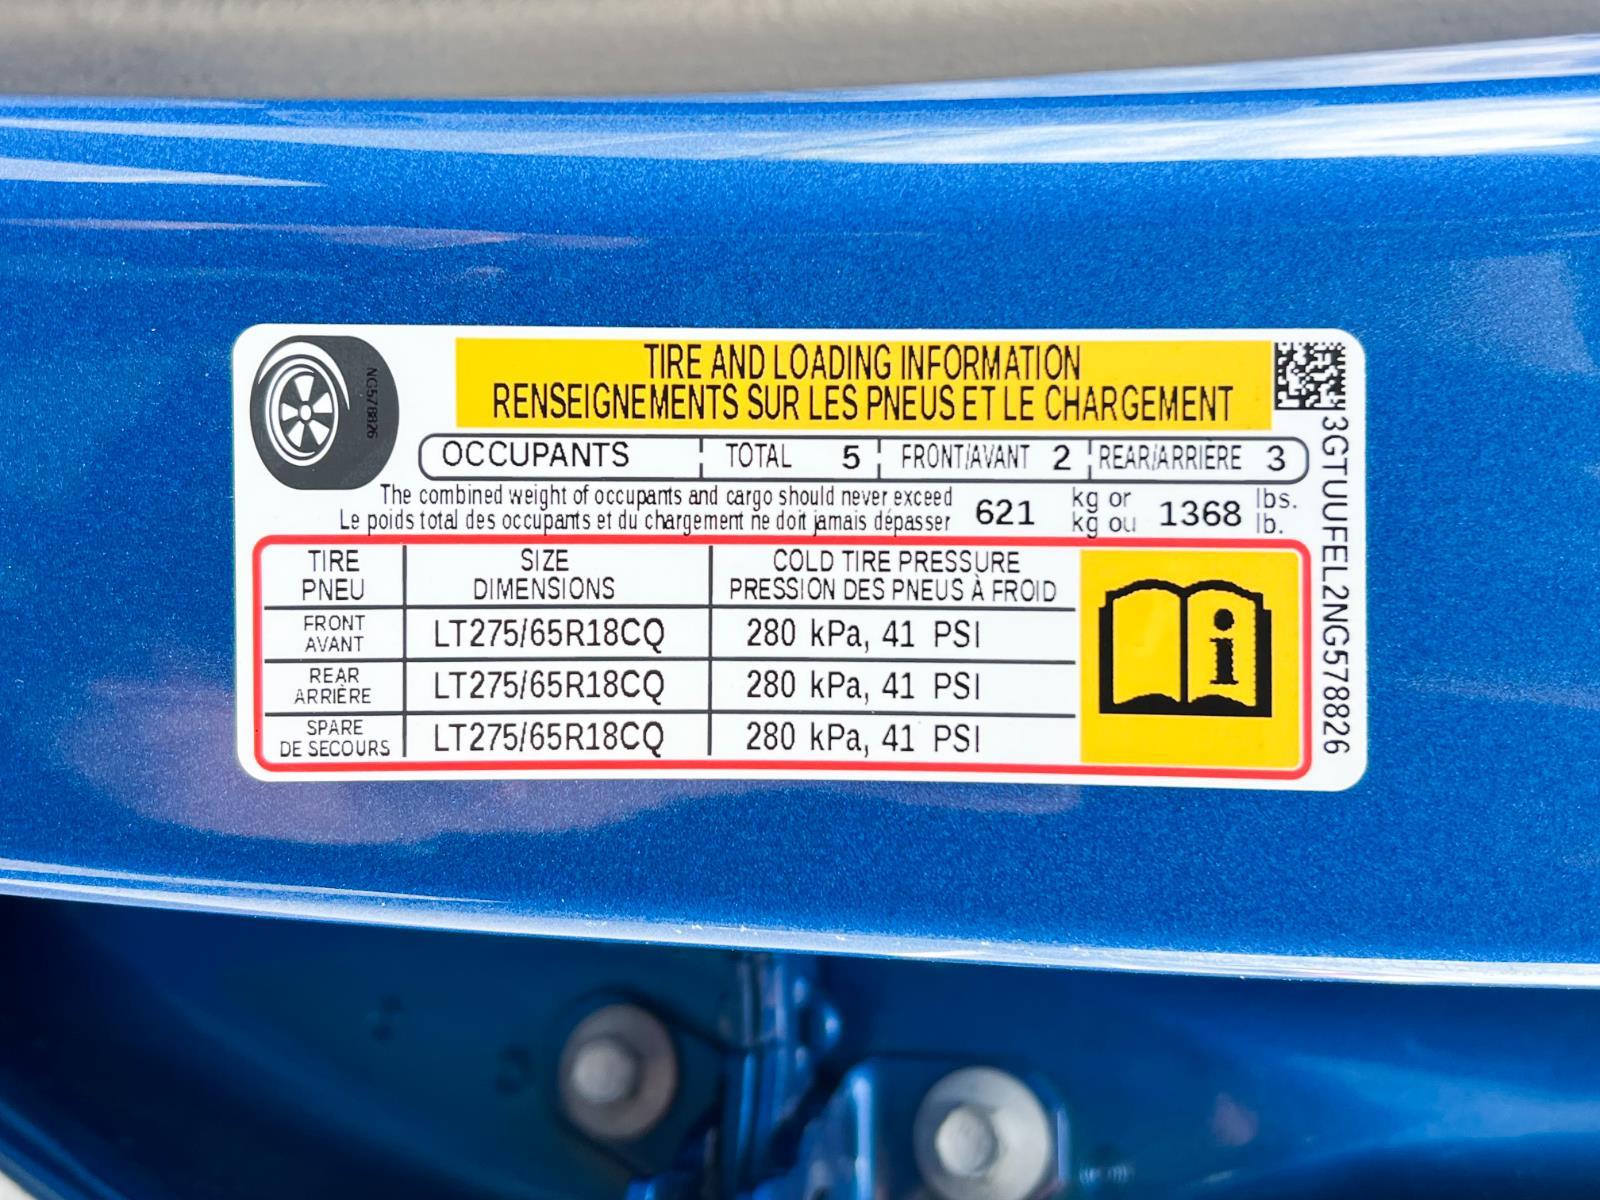 TIRE AND LOADING INFORMATION
RENSEIGNEMENTS SUR LES PNEUS ET LE CHARGEMENT
NG578826
OCCUPANTS TOTAL 5 FRONT/AVANT 2 REAR/ARRIÈRE 3
The combined weight of occupants and cargo should never exceed 621 kg or 1368 lbs.
Le poids total des occupants et du chargement ne doit jamais dépasser kg ou lb.
TIRE SIZE COLD TIRE PRESSURE
PNEU DIMENSIONS PRESSION DES PNEUS À FROID
FRONT
AVANT LT275/65R18CQ 280 kPa, 41 PSI
REAR
ARRIÈRE LT275/65R18CQ 280 kPa, 41 PSI
SPARE
DE SECOURS LT275/65R18CQ 280 kPa, 41 PSI
i
3GTUUFEL2NG578826